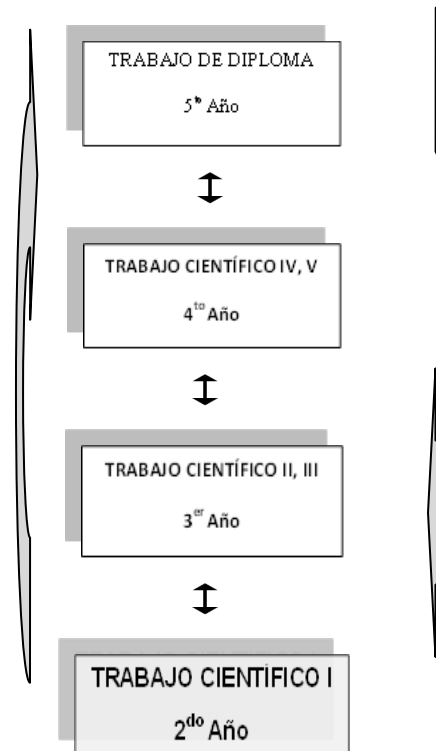 TRABAJO DE DIPLOMA
5to Año
TRABAJO CIENTÍFICO IV, V
4to Año
TRABAJO CIENTÍFICO II, III
3er Año
TRABAJO CIENTÍFICO I
2do Año